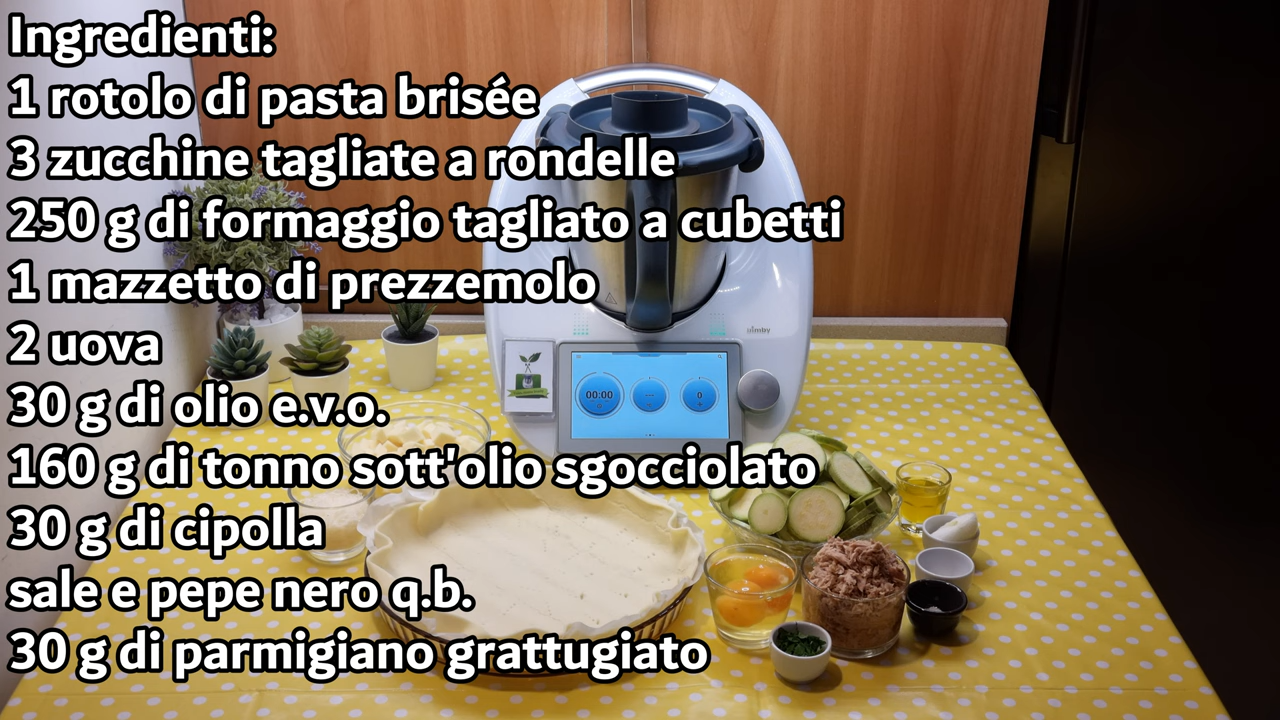 Ingredienti:
1 rotolo di pasta brisée
3 zucchine tagliate a rondelle
250 g di formaggio tagliato a cubetti
1 mazzetto di prezzemolo
2 uova
30 g di olio e.v.o.
160 g di tonno sott'olio sgocciolato
30 g di cipolla
sale e pepe nero q.b.
30 g di parmigiano grattugiato
bimby
00:00
0